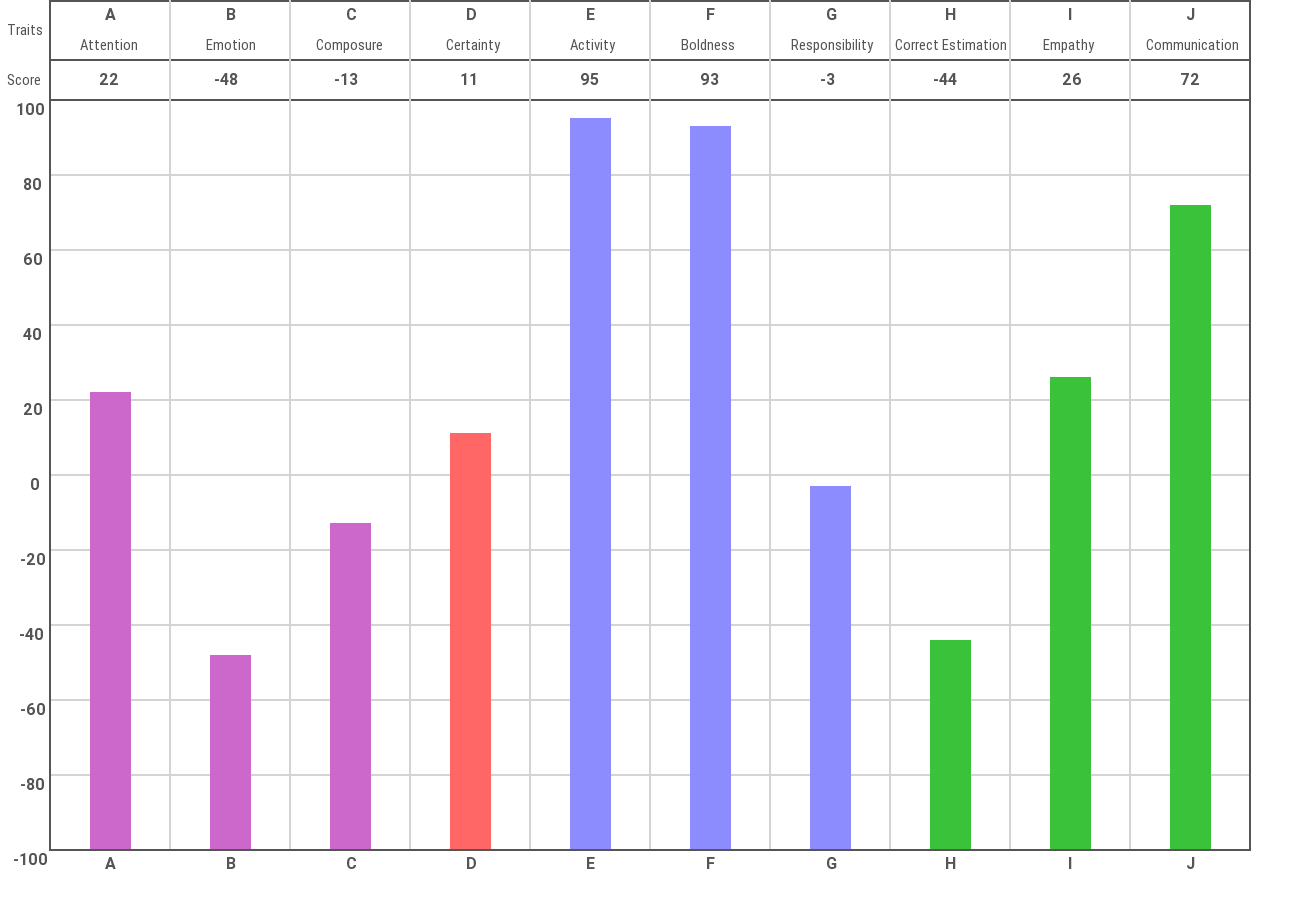 A B C D E F G H I J
Traits
Attention Emotion Composure Certainty Activity Boldness Responsibility Correct Estimation Empathy Communication
Score 22 -48 -13 11 95 93 -3 -44 26 72
100
80
60
40
20
0
-20
-40
-60
-80
-100
A B C D E F G H I J